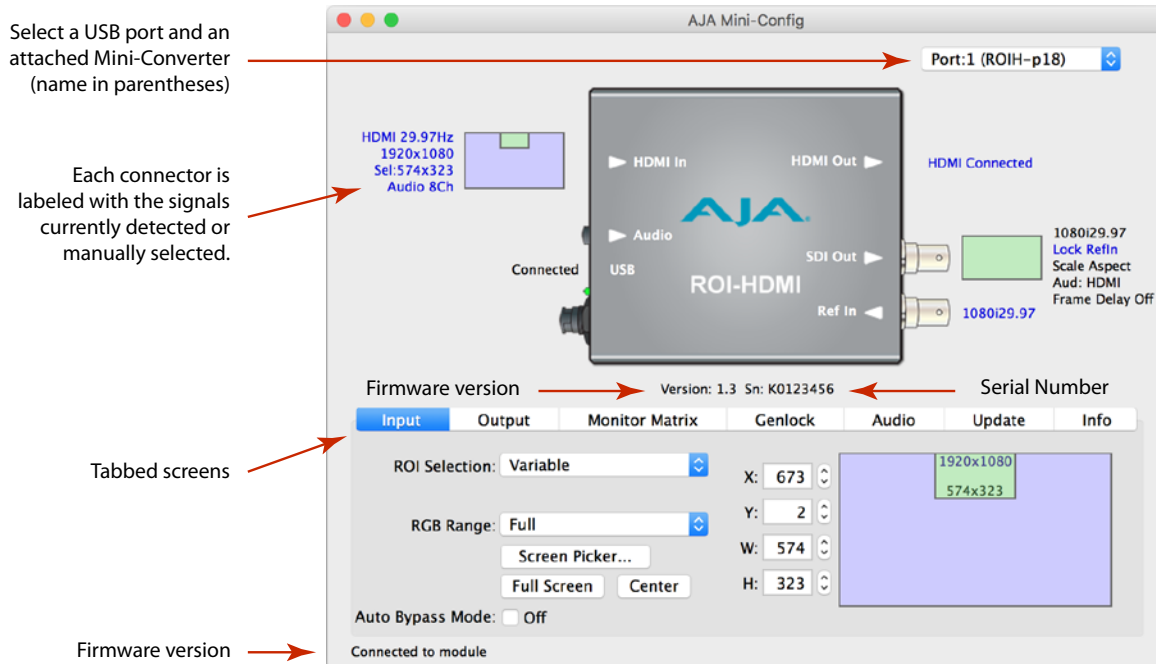 AJA Mini-Config
Select a USB port and an
attached Mini-Converter
(name in parentheses)
Port:1 (ROIH-p18)
HDMI 29.97Hz
1920x1080
Sel:574x323
Audio 8Ch
HDMI In
HDMI Out
HDMI Connected
Each connector is
labeled with the signals
currently detected or
manually selected.
AJA
Audio
Connected
USB
SDI Out
ROI-HDMI
Ref In
1080i29.97
Lock RefIn
Scale Aspect
Aud: HDMI
Frame Delay Off
1080i29.97
Firmware version
Version: 1.3 Sn: K0123456
Serial Number
Input
Output
Monitor Matrix
Genlock
Audio
Update
Info
Tabbed screens
ROI Selection: Variable
RGB Range: Full
Screen Picker...
Full Screen
Center
Auto Bypass Mode: Off
X: 673
Y: 2
W: 574
H: 323
1920x1080
574x323
Firmware version
Connected to module